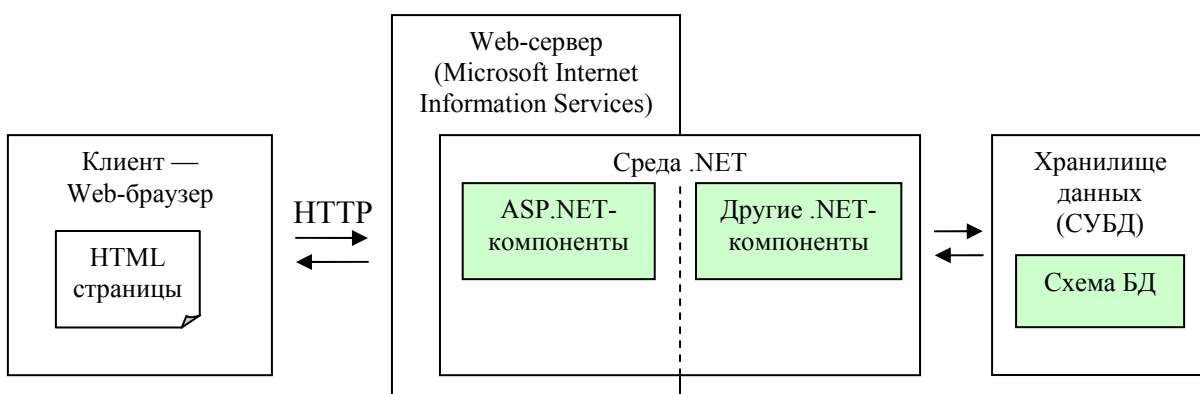 Web-сервер
(Microsoft Internet
Information Services)
Клиент —
Web-браузер
HTML
страницы
HTTP
Среда .NET
ASP.NET-
компоненты
Другие .NET-
компоненты
Хранилище
данных
(СУБД)
Схема БД